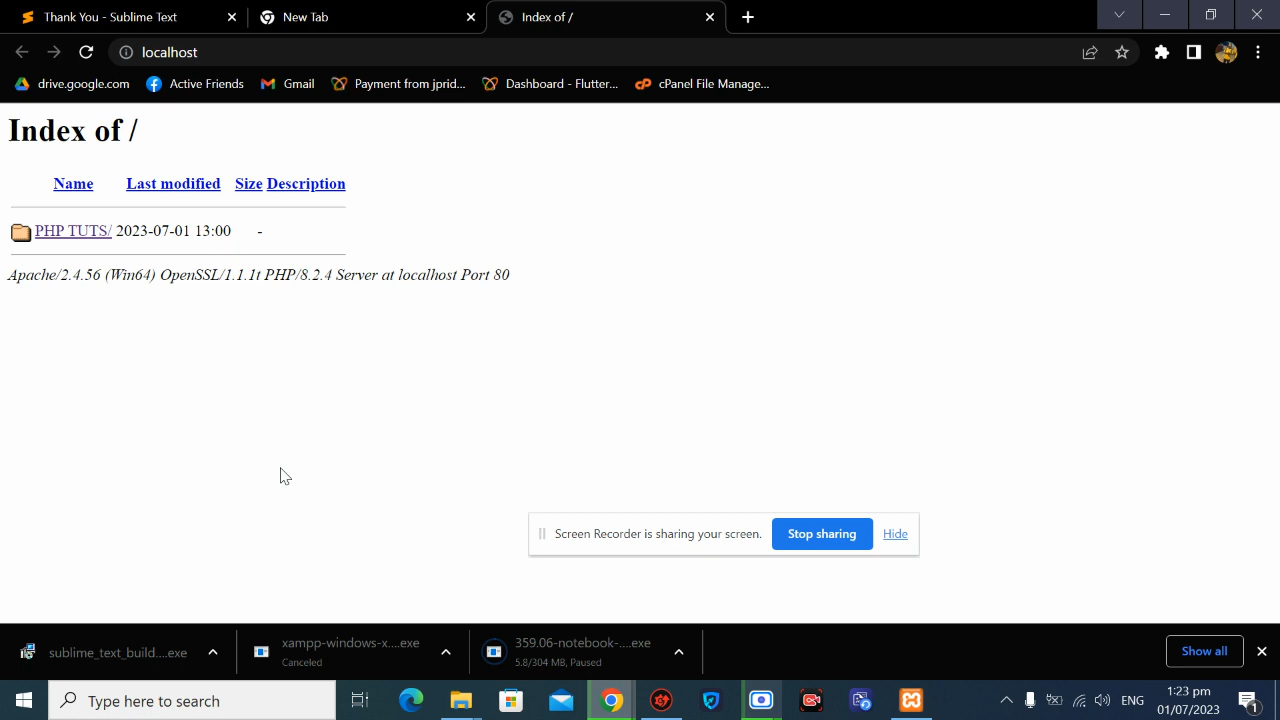 Thank You - Sublime Text
New Tab
Index of /
localhost
drive.google.com Active Friends Gmail Payment from jprid... Dashboard - Flutter... cPanel File Manage...
Index of /
Name Last modified Size Description
PHP TUTS/ 2023-07-01 13:00 -
Apache/2.4.56 (Win64) OpenSSL/1.1.1t PHP/8.2.4 Server at localhost Port 80
Screen Recorder is sharing your screen. Stop sharing Hide
sublime_text_build....exe
xampp-windows-x....exe
Canceled
359.06-notebook-....exe
5.8/304 MB, Paused
Show all
Type here to search
ENG
1:23 pm
01/07/2023
1